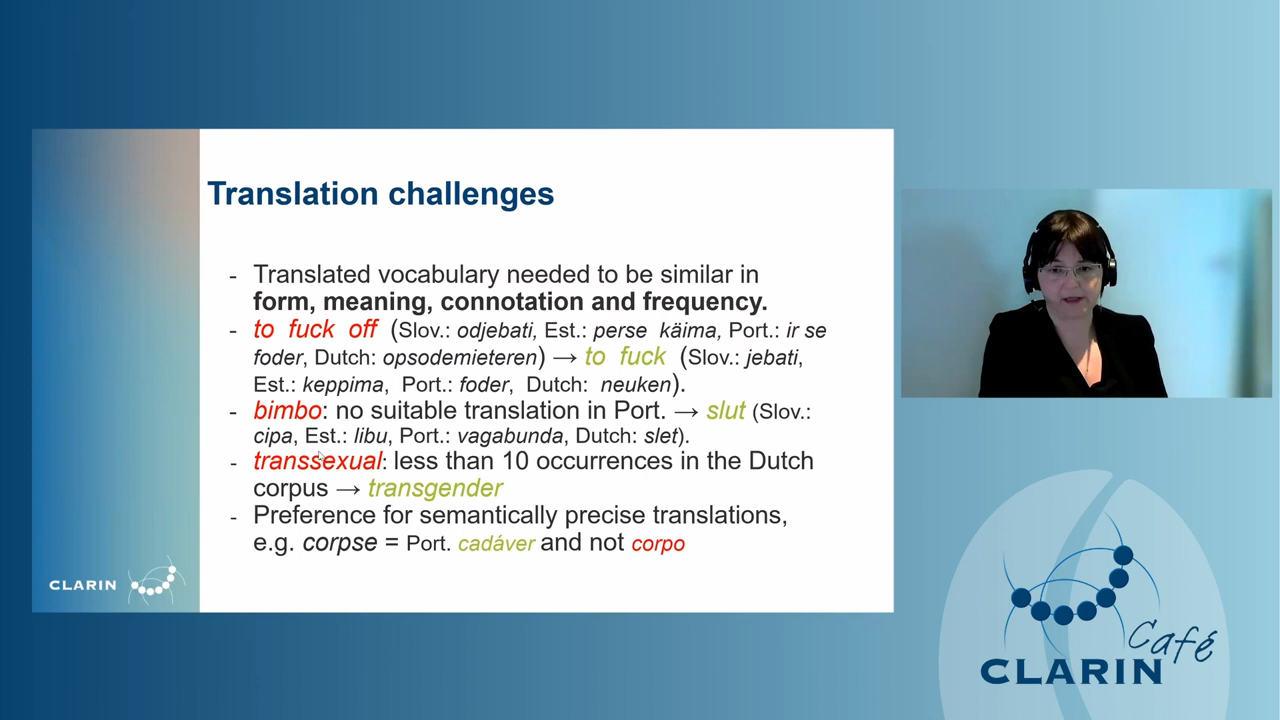 Translation challenges
- Translated vocabulary needed to be similar in
form, meaning, connotation and frequency.
- to fuck off (Slov.: odjebati, Est.: perse käima, Port.: ir se
foder, Dutch: opsodemieteren) → to fuck (Slov.: jebati,
Est.: keppima, Port.: foder, Dutch: neuken).
- bimbo: no suitable translation in Port. → slut (Slov.:
cipa, Est.: libu, Port.: vagabunda, Dutch: slet).
- transsexual: less than 10 occurrences in the Dutch
corpus → transgender
- Preference for semantically precise translations,
e.g. corpse = Port. cadáver and not corpo
CLARIN
Café
CLARIN